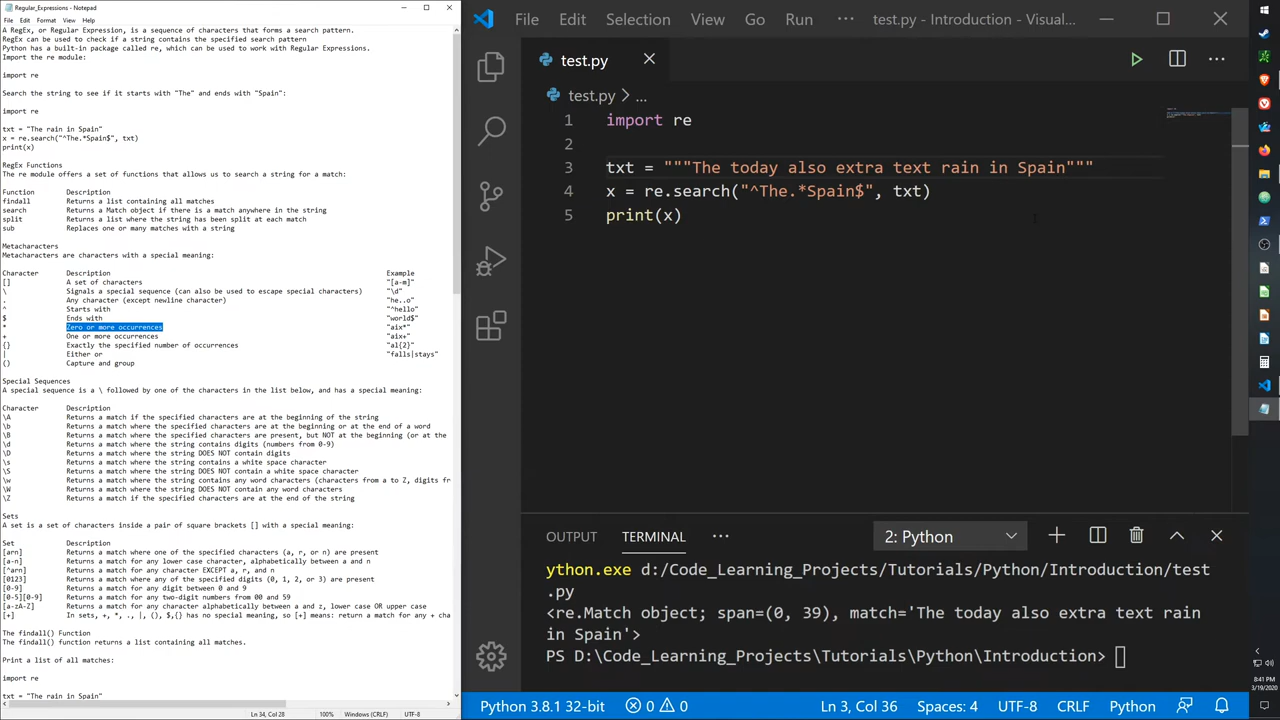 Regular_Expressions - Notepad
File Edit Format View Help
A RegEx, or Regular Expression, is a sequence of characters that forms a search pattern.
RegEx can be used to check if a string contains the specified search pattern
Python has a built-in package called re, which can be used to work with Regular Expressions.
Import the re module:
import re
Search the string to see if it starts with "The" and ends with "Spain":
import re
txt = "The rain in Spain"
x = re.search("^The.*Spain$", txt)
print(x)
RegEx Functions
The re module offers a set of functions that allows us to search a string for a match:
Function Description
findall Returns a list containing all matches
search Returns a Match object if there is a match anywhere in the string
split Returns a list where the string has been split at each match
sub Replaces one or many matches with a string
Metacharacters
Metacharacters are characters with a special meaning:
Character Description Example
[] A set of characters "[a-m]"
\ Signals a special sequence (can also be used to escape special characters) "\d"
. Any character (except newline character) "he..o"
^ Starts with "^hello"
$ Ends with "world$"
* Zero or more occurrences "aix*"
+ One or more occurrences "aix+"
{} Exactly the specified number of occurrences "al{2}"
| Either or "falls|stays"
() Capture and group
Special Sequences
A special sequence is a \ followed by one of the characters in the list below, and has a special meaning:
Character Description
\A Returns a match if the specified characters are at the beginning of the string
\b Returns a match where the specified characters are at the beginning or at the end of a word
\B Returns a match where the specified characters are present, but NOT at the beginning (or at the
\d Returns a match where the string contains digits (numbers from 0-9)
\D Returns a match where the string DOES NOT contain digits
\s Returns a match where the string contains a white space character
\S Returns a match where the string DOES NOT contain a white space character
\w Returns a match where the string contains any word characters (characters from a to Z, digits fr
\W Returns a match where the string DOES NOT contain any word characters
\Z Returns a match if the specified characters are at the end of the string
Sets
A set is a set of characters inside a pair of square brackets [] with a special meaning:
Set Description
[arn] Returns a match where one of the specified characters (a, r, or n) are present
[a-n] Returns a match for any lower case character, alphabetically between a and n
[^arn] Returns a match for any character EXCEPT a, r, and n
[0123] Returns a match where any of the specified digits (0, 1, 2, or 3) are present
[0-9] Returns a match for any digit between 0 and 9
[0-5][0-9] Returns a match for any two-digit numbers from 00 and 59
[a-zA-Z] Returns a match for any character alphabetically between a and z, lower case OR upper case
[+] In sets, +, *, ., |, (), $,{} has no special meaning, so [+] means: return a match for any + cha
The findall() Function
The findall() function returns a list containing all matches.
Print a list of all matches:
import re
txt = "The rain in Spain"
Ln 34, Col 28 100% Windows (CRLF) UTF-8
File Edit Selection View Go Run ··· test.py - Introduction - Visual...
test.py
test.py > ...
1 import re
2
3 txt = """The today also extra text rain in Spain"""
4 x = re.search("^The.*Spain$", txt)
5 print(x)
OUTPUT TERMINAL ··· 2: Python
ython.exe d:/Code_Learning_Projects/Tutorials/Python/Introduction/test
.py
<re.Match object; span=(0, 39), match='The today also extra text rain
in Spain'>
PS D:\Code_Learning_Projects\Tutorials\Python\Introduction>
Python 3.8.1 32-bit 0 0 Ln 3, Col 36 Spaces: 4 UTF-8 CRLF Python
8:41 PM
3/19/2020